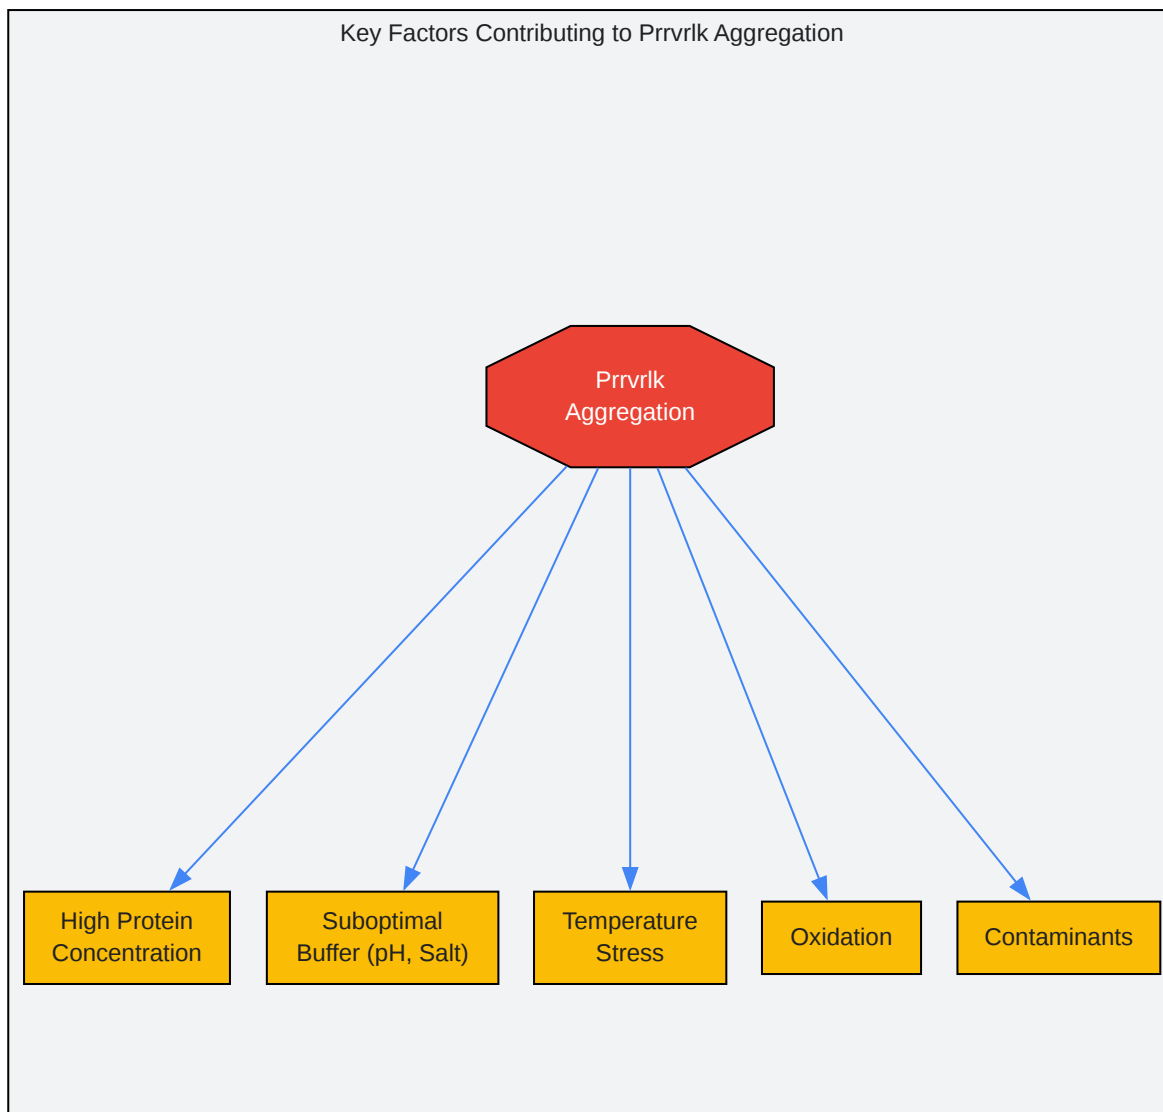 Key Factors Contributing to Prrvrlk Aggregation
Prrvrlk
Aggregation
High Protein
Concentration
Suboptimal
Buffer (pH, Salt)
Temperature
Stress
Oxidation
Contaminants